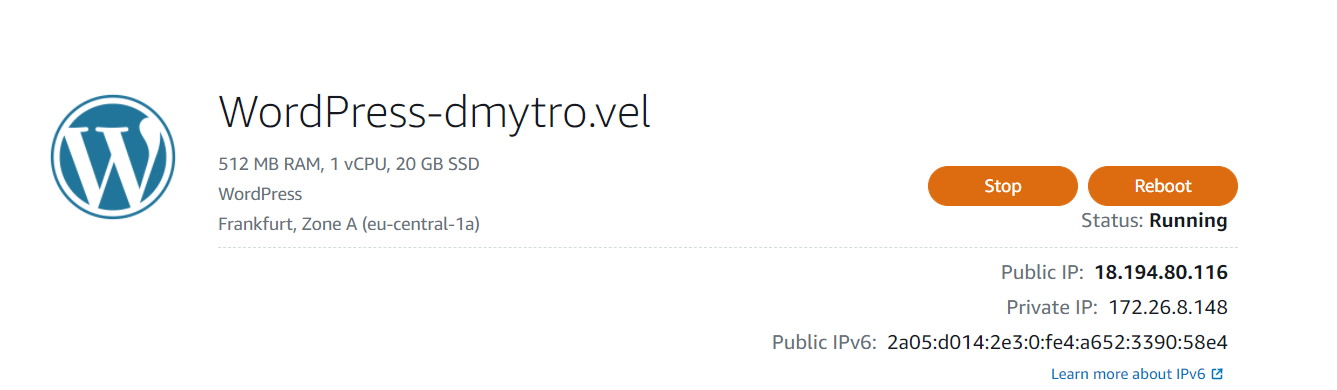 WordPress-dmytro.vel
512 MB RAM, 1 vCPU, 20 GB SSD
WordPress
Frankfurt, Zone A (eu-central-1a)
Stop
Reboot
Status: Running
Public IP: 18.194.80.116
Private IP: 172.26.8.148
Public IPv6: 2a05:d014:2e3:0:fe4:a652:3390:58e4
Learn more about IPv6